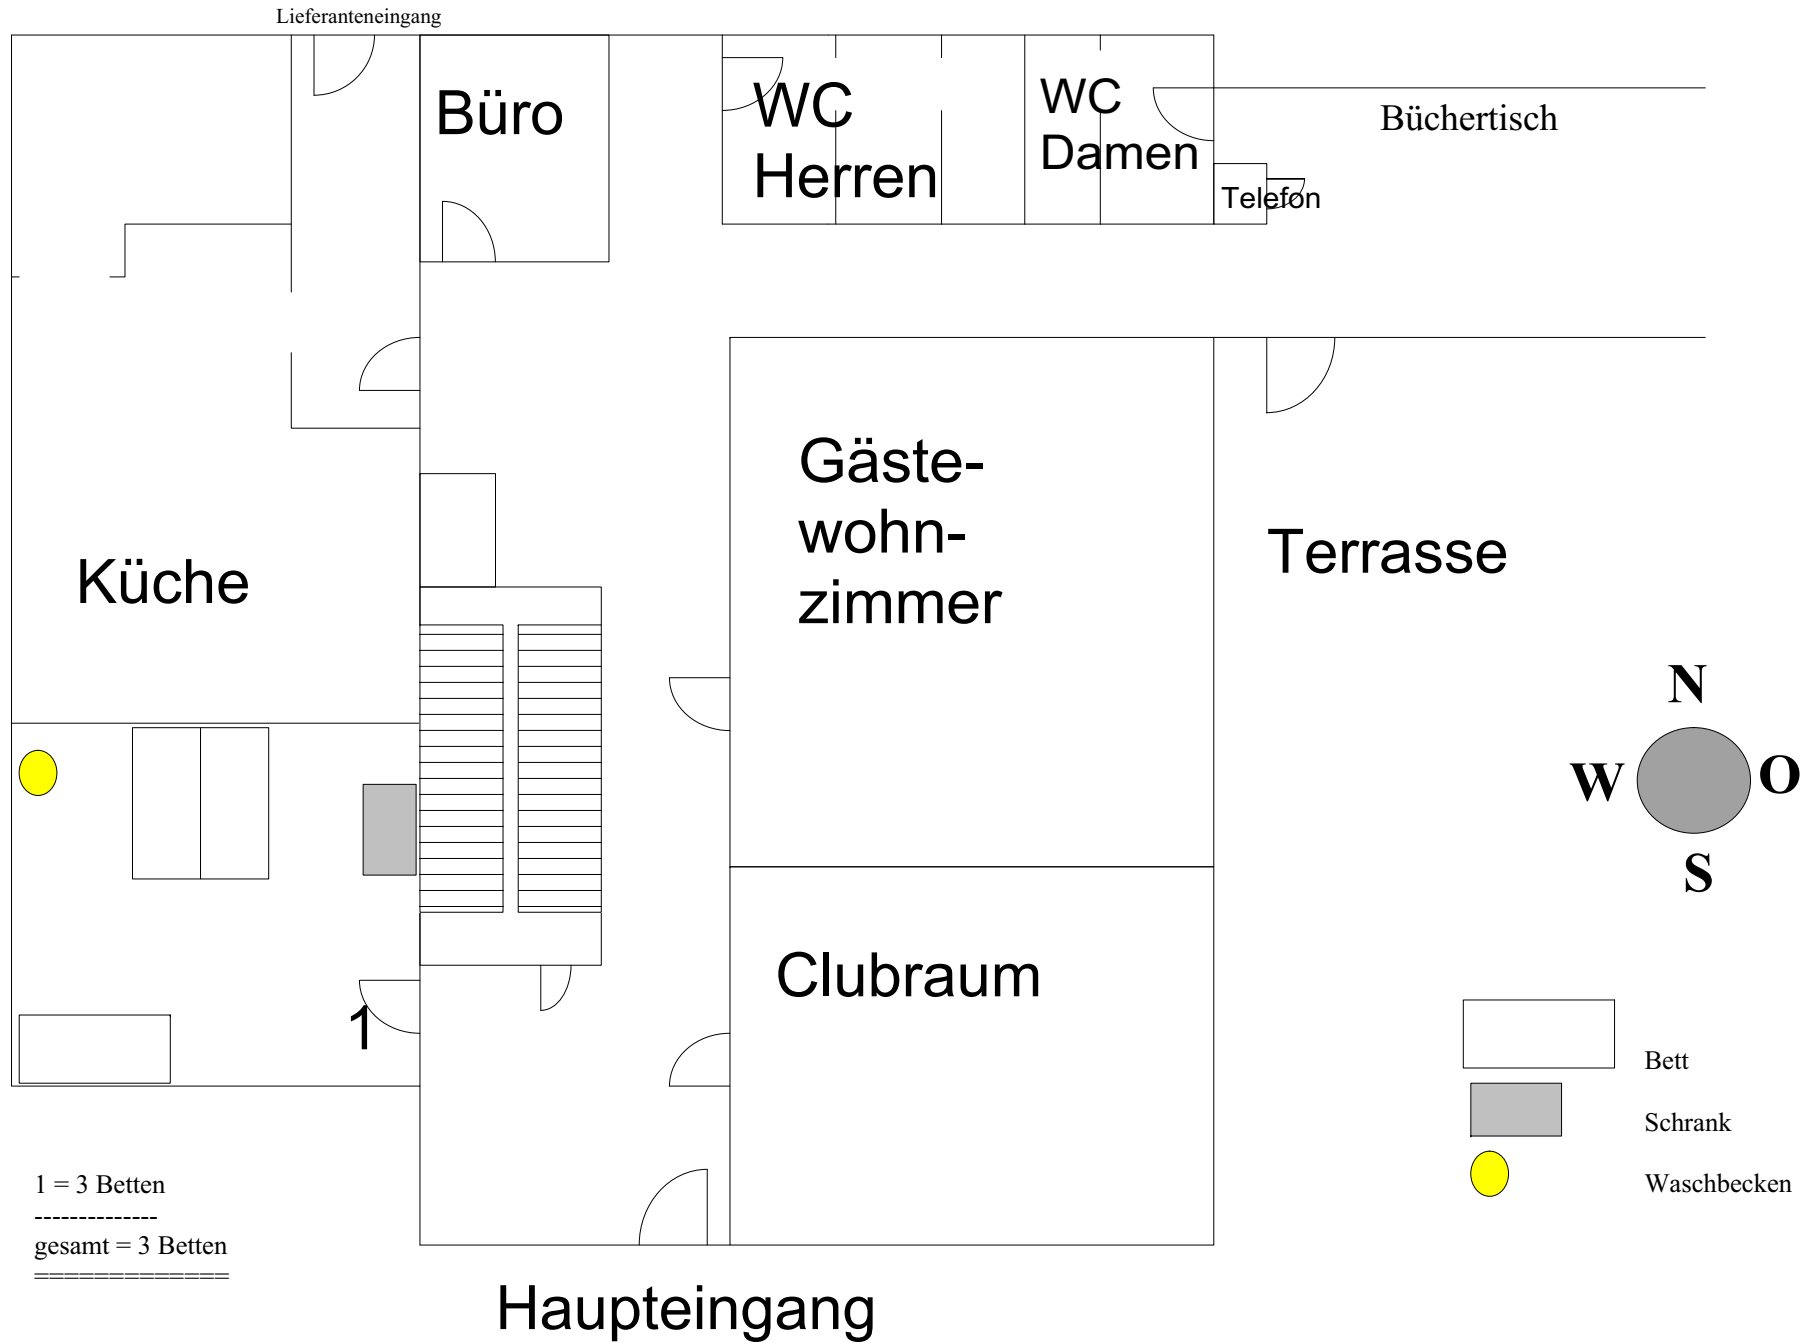 Lieferanteneingang
Büro
WC
Herren
WC
Damen
Büchertisch
Telefon
Gäste-
wohn-
zimmer
Terrasse
Küche
N
W
O
S
Clubraum
1
Bett
Schrank
Waschbecken
1 = 3 Betten
--------------
gesamt = 3 Betten
=============
Haupteingang